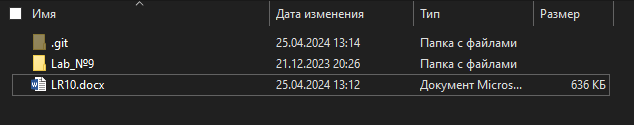 Имя Дата изменения Тип Размер
.git 25.04.2024 13:14 Папка с файлами
Lab_№9 21.12.2023 20:26 Папка с файлами
LR10.docx 25.04.2024 13:12 Документ Micros... 636 КБ